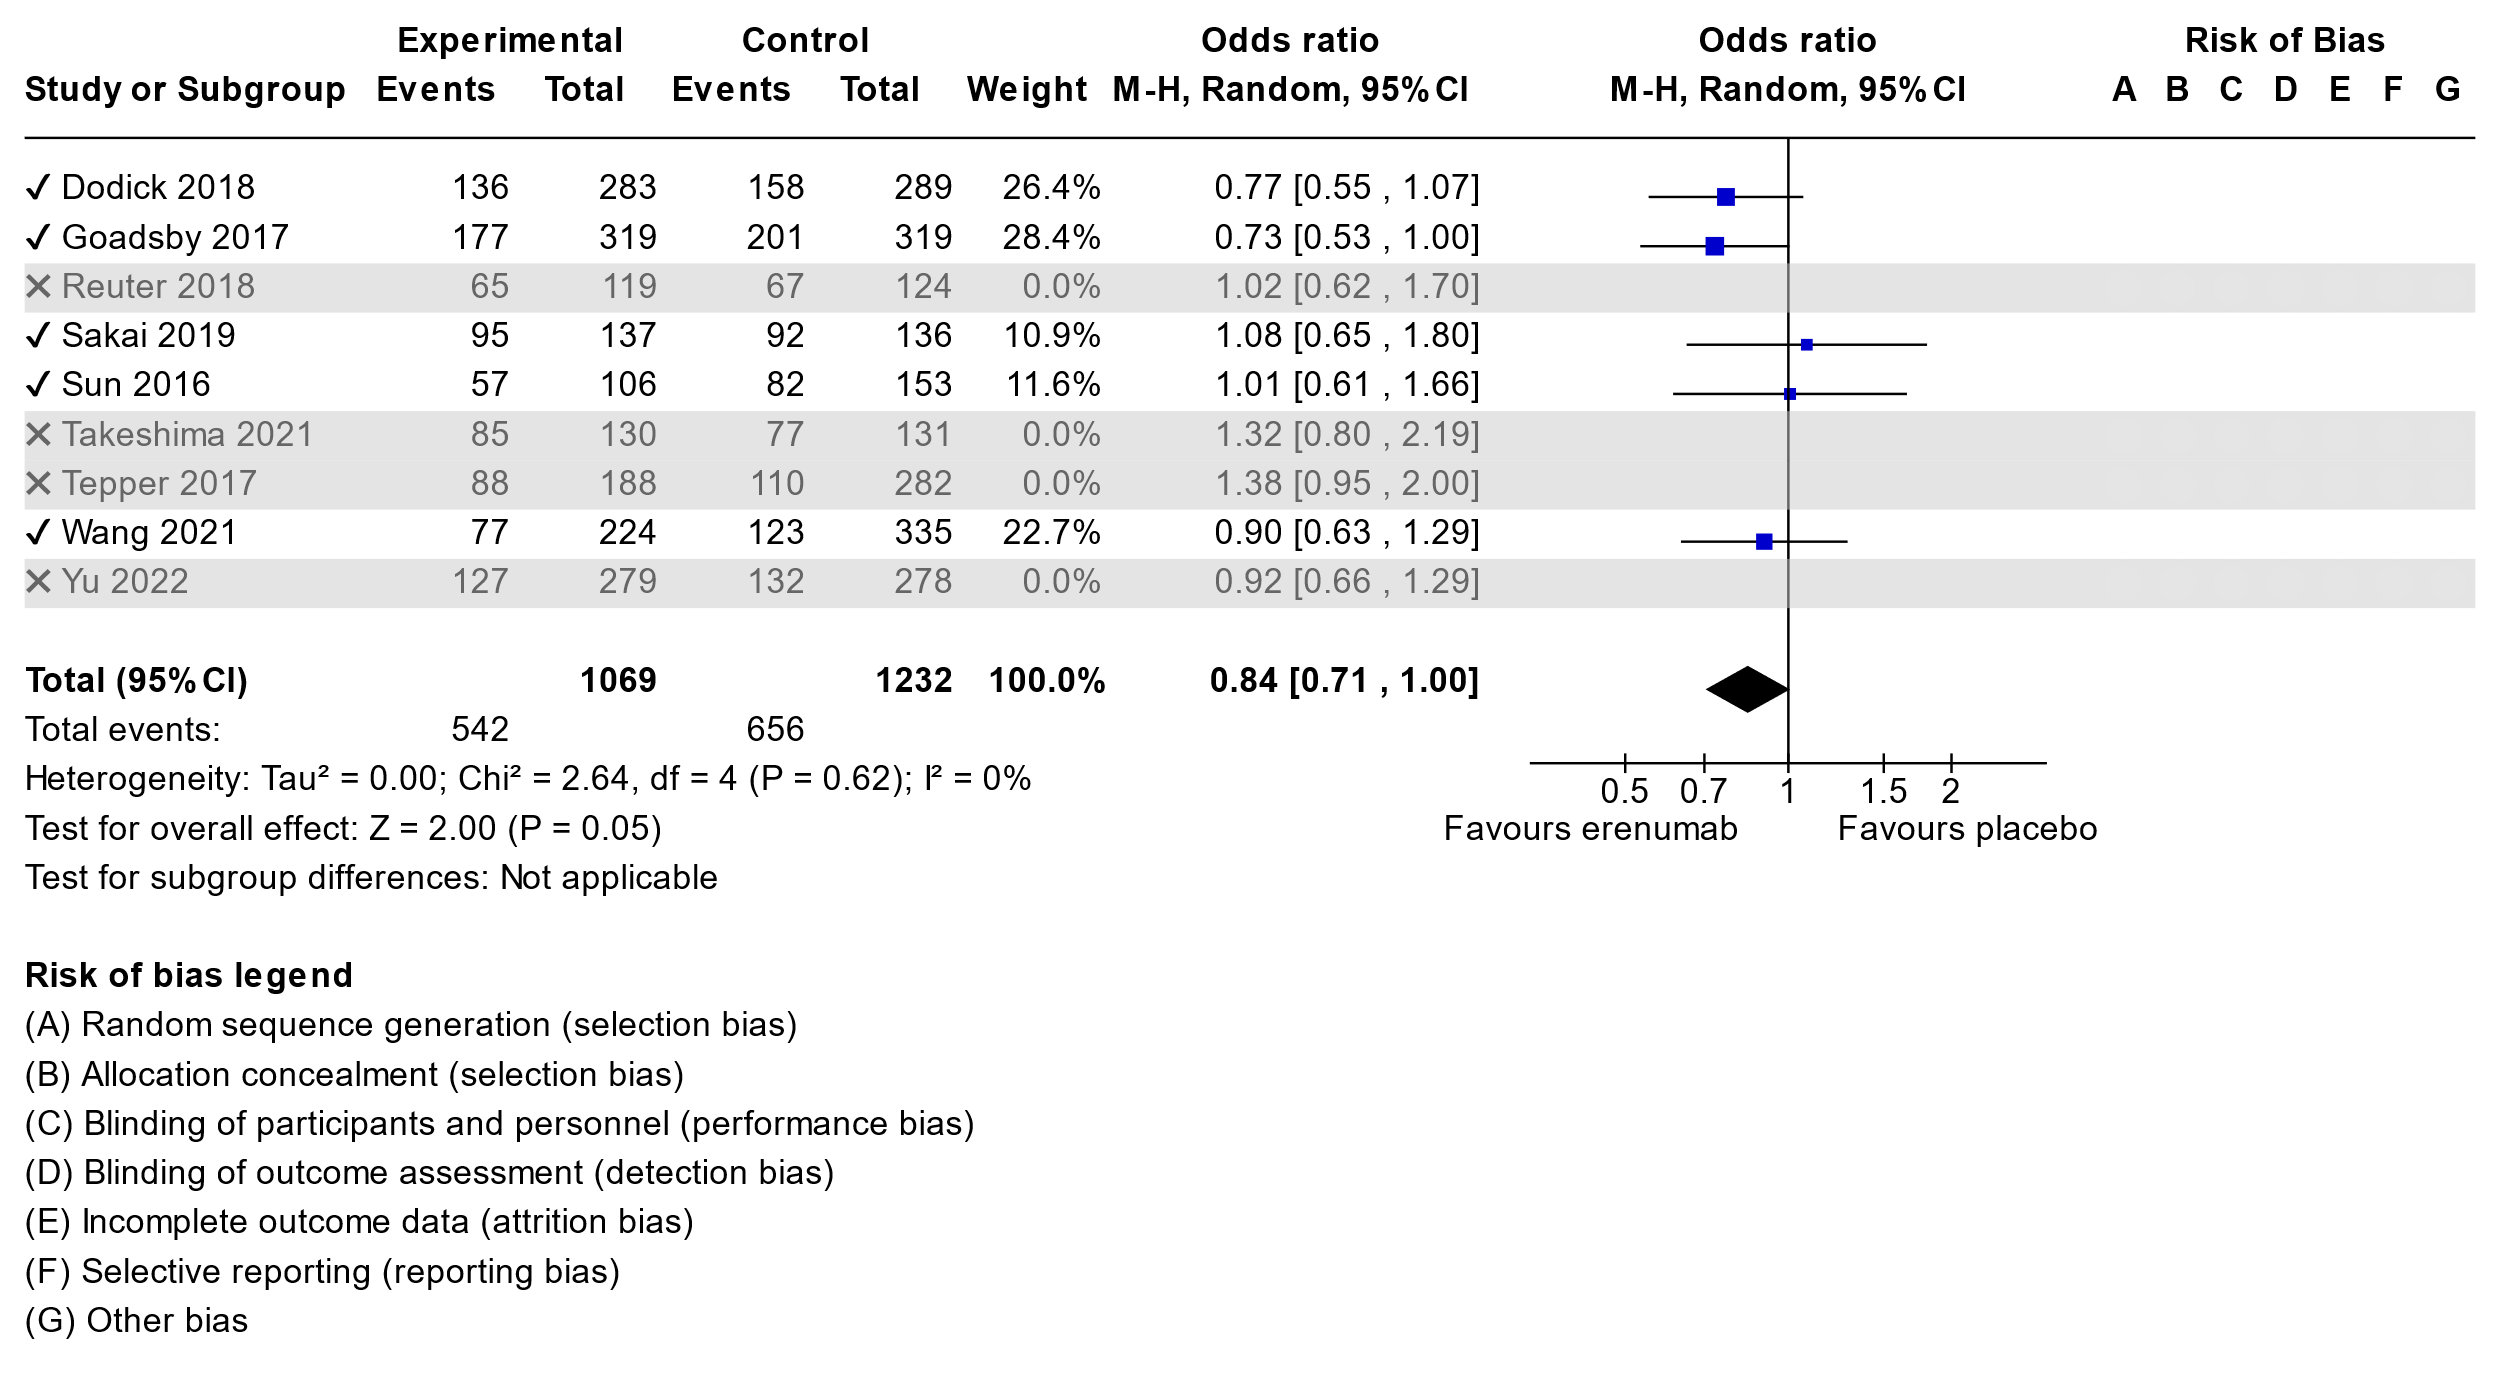 Experimental Control Odds ratio Odds ratio Risk of Bias
Study or Subgroup Events Total Events Total Weight M-H, Random, 95% CI M-H, Random, 95% CI A B C D E F G
✓ Dodick 2018 136 283 158 289 26.4% 0.77 [0.55 , 1.07]
✓ Goadsby 2017 177 319 201 319 28.4% 0.73 [0.53 , 1.00]
✕ Reuter 2018 65 119 67 124 0.0% 1.02 [0.62 , 1.70]
✓ Sakai 2019 95 137 92 136 10.9% 1.08 [0.65 , 1.80]
✓ Sun 2016 57 106 82 153 11.6% 1.01 [0.61 , 1.66]
✕ Takeshima 2021 85 130 77 131 0.0% 1.32 [0.80 , 2.19]
✕ Tepper 2017 88 188 110 282 0.0% 1.38 [0.95 , 2.00]
✓ Wang 2021 77 224 123 335 22.7% 0.90 [0.63 , 1.29]
✕ Yu 2022 127 279 132 278 0.0% 0.92 [0.66 , 1.29]
Total (95% CI) 1069 1232 100.0% 0.84 [0.71 , 1.00]
Total events: 542 656
Heterogeneity: Tau² = 0.00; Chi² = 2.64, df = 4 (P = 0.62); I² = 0%
0.5 0.7 1 1.5 2
Test for overall effect: Z = 2.00 (P = 0.05)
Favours erenumab Favours placebo
Test for subgroup differences: Not applicable
Risk of bias legend
(A) Random sequence generation (selection bias)
(B) Allocation concealment (selection bias)
(C) Blinding of participants and personnel (performance bias)
(D) Blinding of outcome assessment (detection bias)
(E) Incomplete outcome data (attrition bias)
(F) Selective reporting (reporting bias)
(G) Other bias